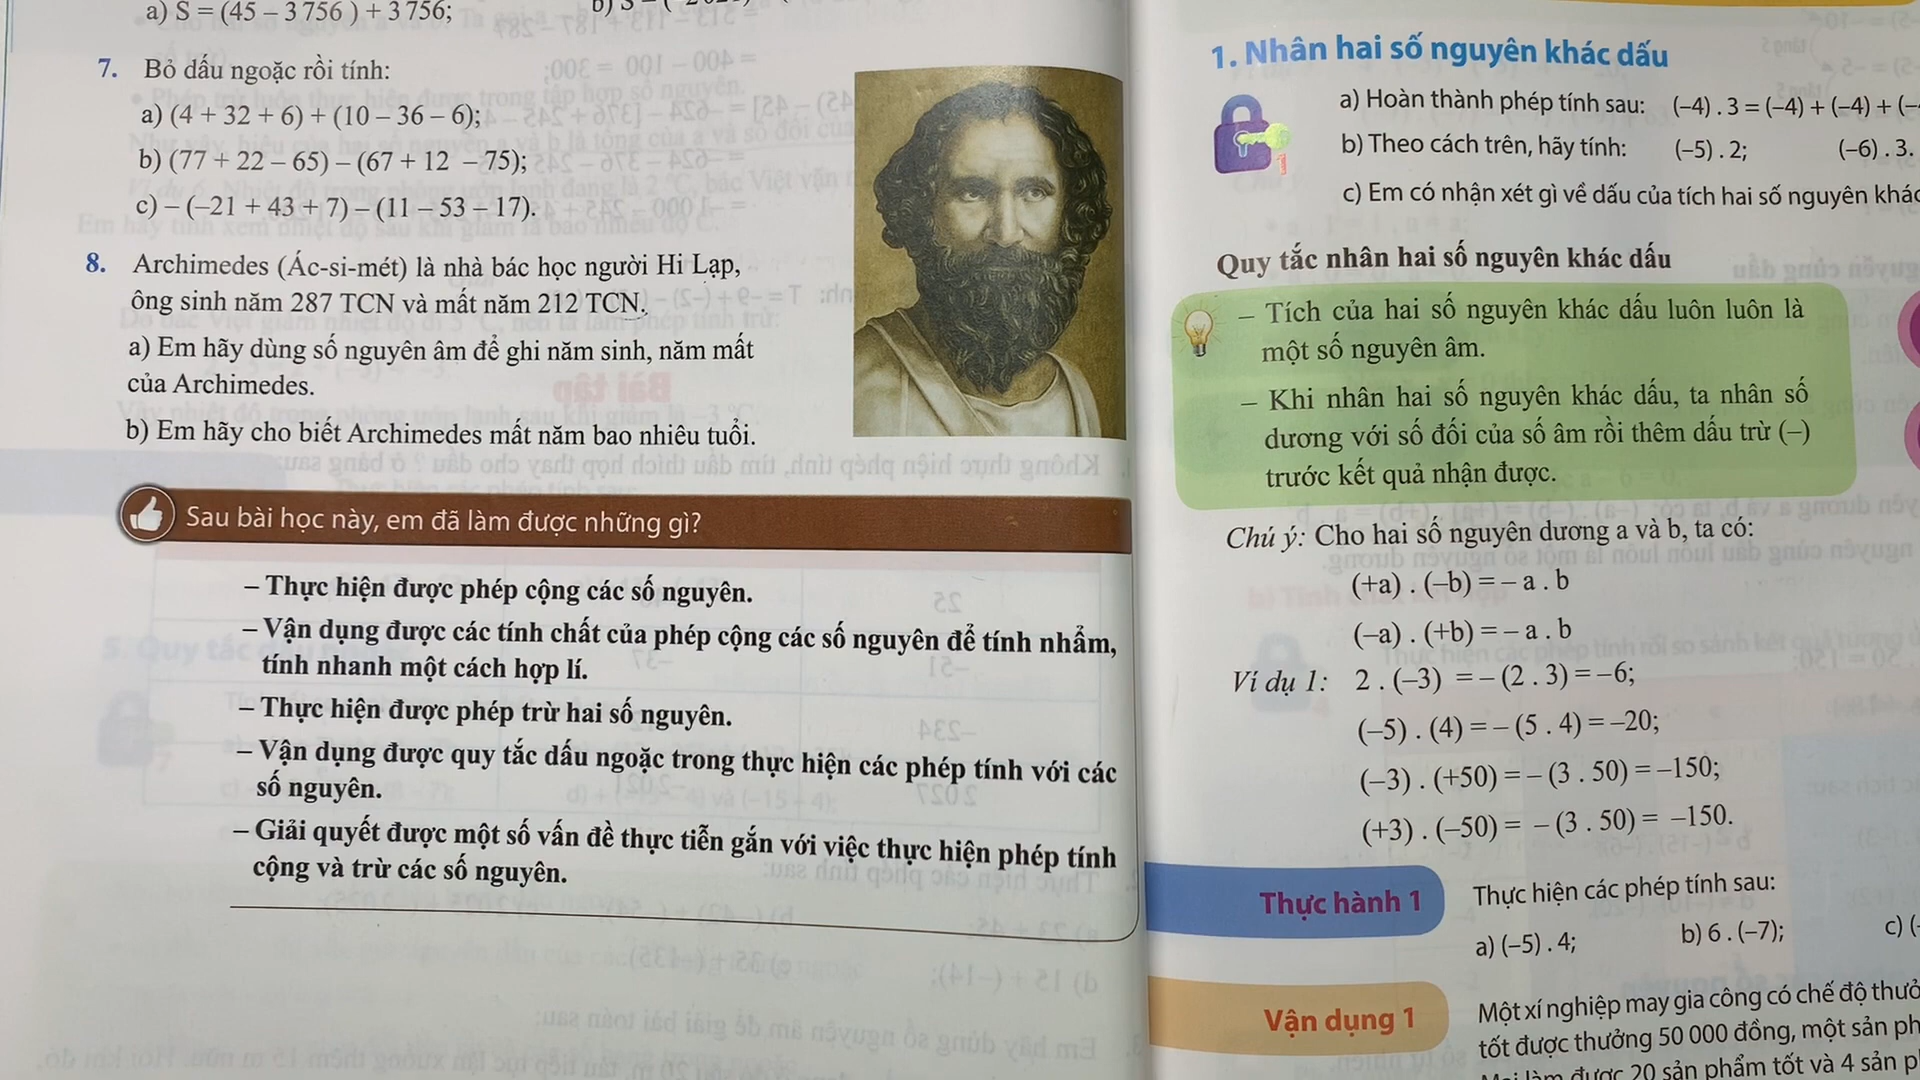 a) S = (45 – 3 756 ) + 3 756;
7. Bỏ dấu ngoặc rồi tính:
a) (4 + 32 + 6) + (10 – 36 – 6);
b) (77 + 22 – 65) – (67 + 12 – 75);
c) – (–21 + 43 + 7) – (11 – 53 – 17).
8. Archimedes (Ác-si-mét) là nhà bác học người Hi Lạp,
ông sinh năm 287 TCN và mất năm 212 TCN.
a) Em hãy dùng số nguyên âm để ghi năm sinh, năm mất
của Archimedes.
b) Em hãy cho biết Archimedes mất năm bao nhiêu tuổi.
Sau bài học này, em đã làm được những gì?
– Thực hiện được phép cộng các số nguyên.
– Vận dụng được các tính chất của phép cộng các số nguyên để tính nhẩm,
tính nhanh một cách hợp lí.
– Thực hiện được phép trừ hai số nguyên.
– Vận dụng được quy tắc dấu ngoặc trong thực hiện các phép tính với các
số nguyên.
– Giải quyết được một số vấn đề thực tiễn gắn với việc thực hiện phép tính
cộng và trừ các số nguyên.
1. Nhân hai số nguyên khác dấu
1
a) Hoàn thành phép tính sau: (–4) . 3 = (–4) + (–4) + (–
b) Theo cách trên, hãy tính: (–5) . 2; (–6) . 3.
c) Em có nhận xét gì về dấu của tích hai số nguyên khác
Quy tắc nhân hai số nguyên khác dấu
– Tích của hai số nguyên khác dấu luôn luôn là
một số nguyên âm.
– Khi nhân hai số nguyên khác dấu, ta nhân số
dương với số đối của số âm rồi thêm dấu trừ (–)
trước kết quả nhận được.
Chú ý: Cho hai số nguyên dương a và b, ta có:
(+a) . (–b) = – a . b
(–a) . (+b) = – a . b
Ví dụ 1: 2 . (–3) = – (2 . 3) = –6;
(–5) . (4) = – (5 . 4) = –20;
(–3) . (+50) = – (3 . 50) = –150;
(+3) . (–50) = – (3 . 50) = –150.
Thực hành 1
Thực hiện các phép tính sau:
a) (–5) . 4; b) 6 . (–7); c) (–
Vận dụng 1
Một xí nghiệp may gia công có chế độ thưở
tốt được thưởng 50 000 đồng, một sản ph
làm được 20 sản phẩm tốt và 4 sản p